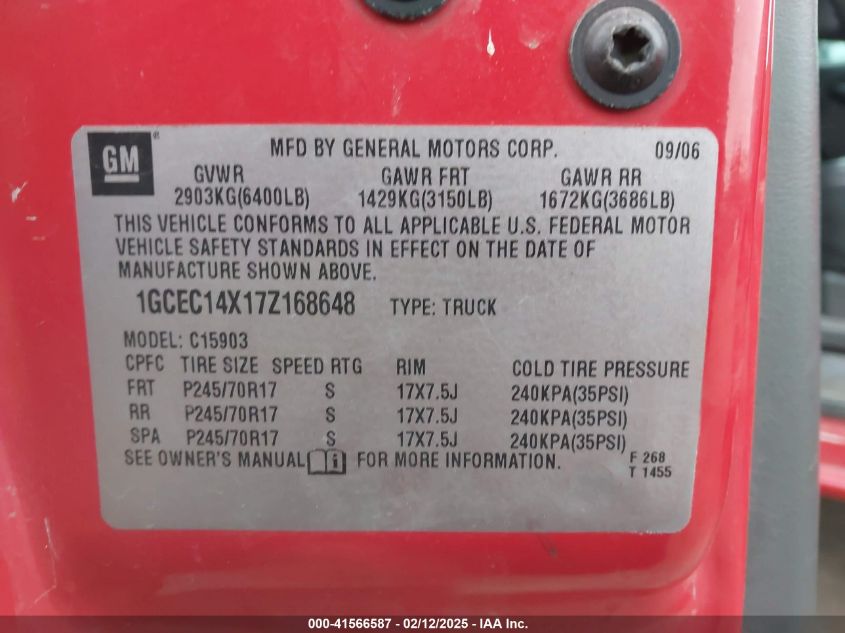 GM®
MFD BY GENERAL MOTORS CORP. 09/06
GVWR GAWR FRT GAWR RR
2903KG(6400LB) 1429KG(3150LB) 1672KG(3686LB)
THIS VEHICLE CONFORMS TO ALL APPLICABLE U.S. FEDERAL MOTOR
VEHICLE SAFETY STANDARDS IN EFFECT ON THE DATE OF
MANUFACTURE SHOWN ABOVE.
1GCEC14X17Z168648 TYPE: TRUCK
MODEL: C15903
CPFC TIRE SIZE SPEED RTG RIM COLD TIRE PRESSURE
FRT P245/70R17 S 17X7.5J 240KPA(35PSI)
RR P245/70R17 S 17X7.5J 240KPA(35PSI)
SPA P245/70R17 S 17X7.5J 240KPA(35PSI)
SEE OWNER'S MANUAL i FOR MORE INFORMATION.
F 268
T 1455
000-41566587 - 02/12/2025 - IAA Inc.